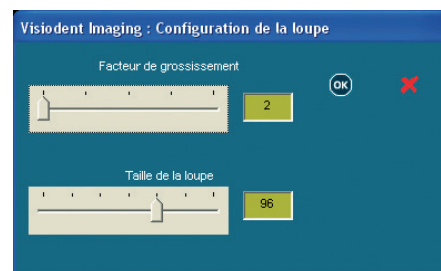 Visiodent Imaging : Configuration de la loupe
Facteur de grossissement
OK
2
Taille de la loupe
96